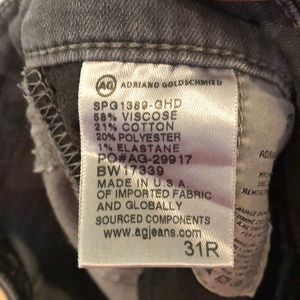 AG ADRIANO GOLDSCHMIED
SPG1389-GHD
58% VISCOSE
21% COTTON
20% POLYESTER
1% ELASTANE
PO#AG-29917
BW17339
MADE IN U.S.A
OF IMPORTED FABRIC
AND GLOBALLY
SOURCED COMPONENTS
www.agjeans.com
31R